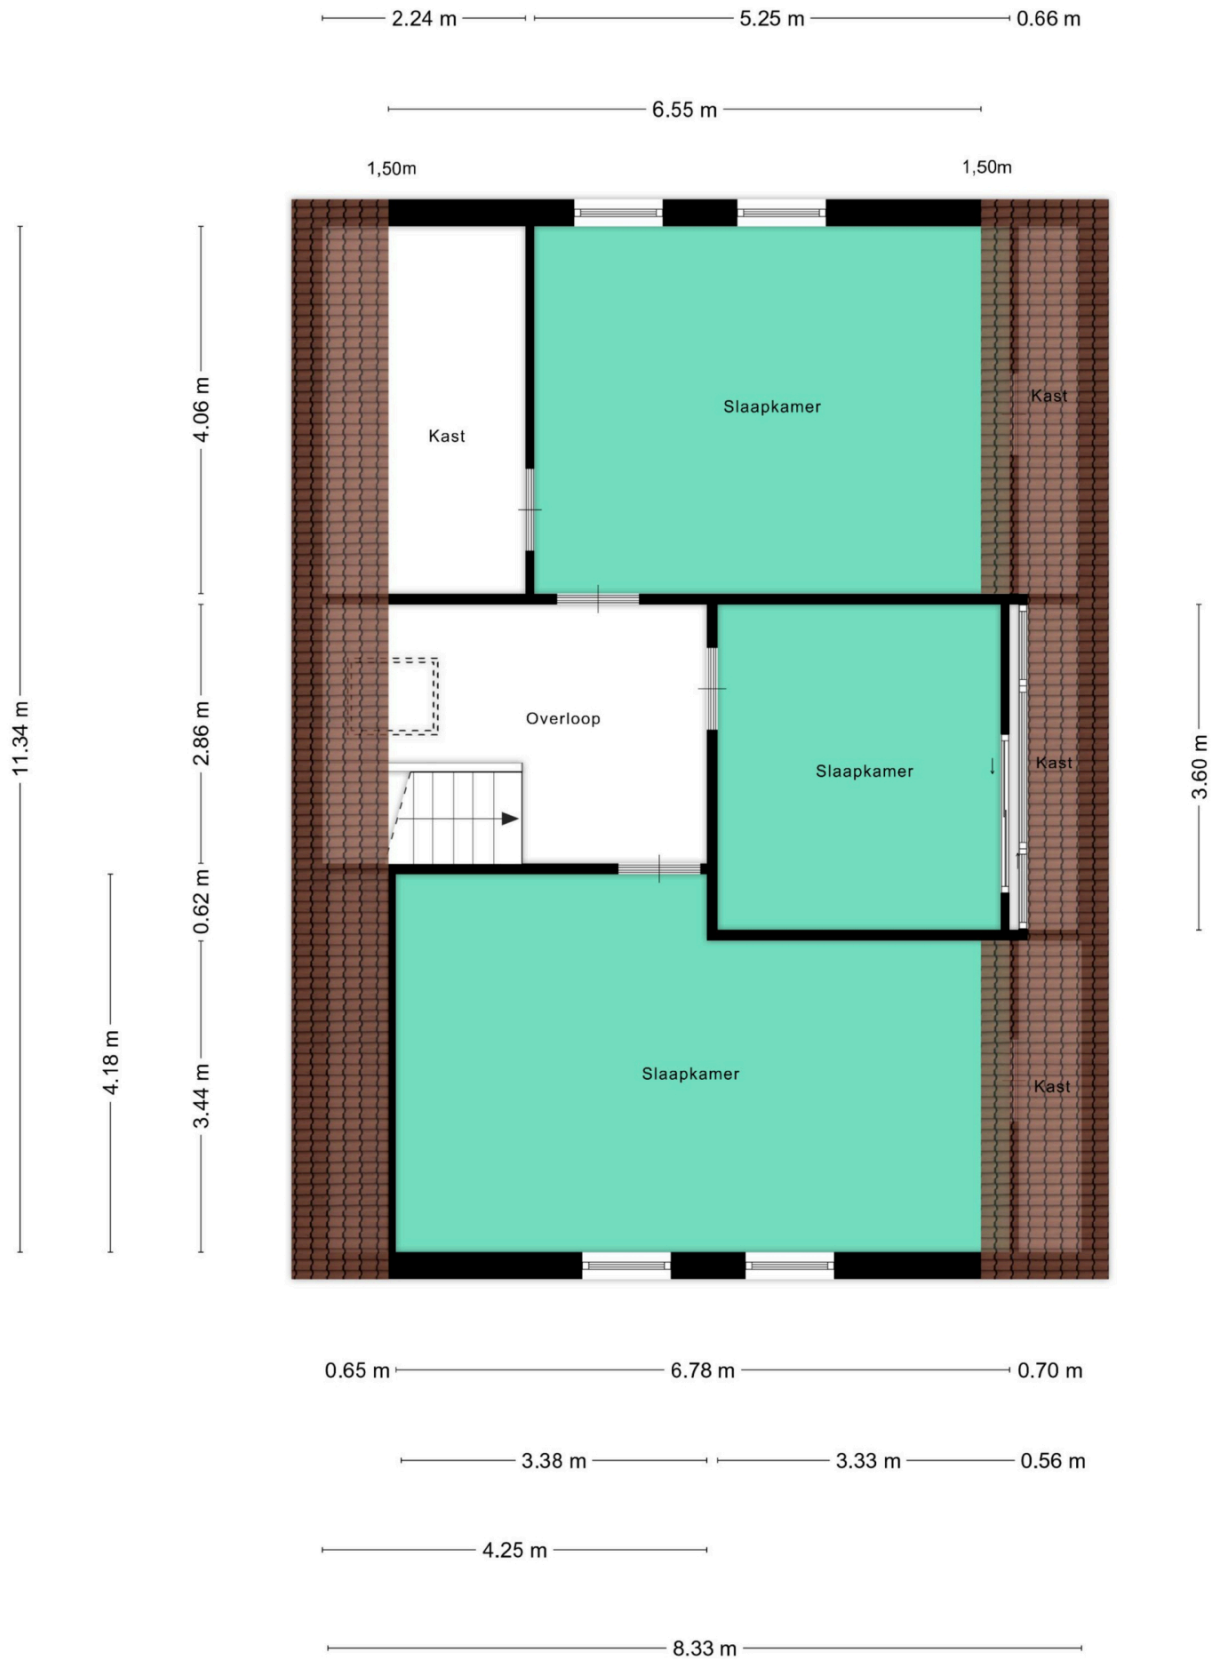 2.24 m 5.25 m 0.66 m
6.55 m
1,50m 1,50m
4.06 m
Kast
Slaapkamer
Kast
11.34 m
2.86 m
Overloop
Slaapkamer
Kast
3.60 m
0.62 m
4.18 m
3.44 m
Slaapkamer
Kast
0.65 m 6.78 m 0.70 m
3.38 m 3.33 m 0.56 m
4.25 m
8.33 m